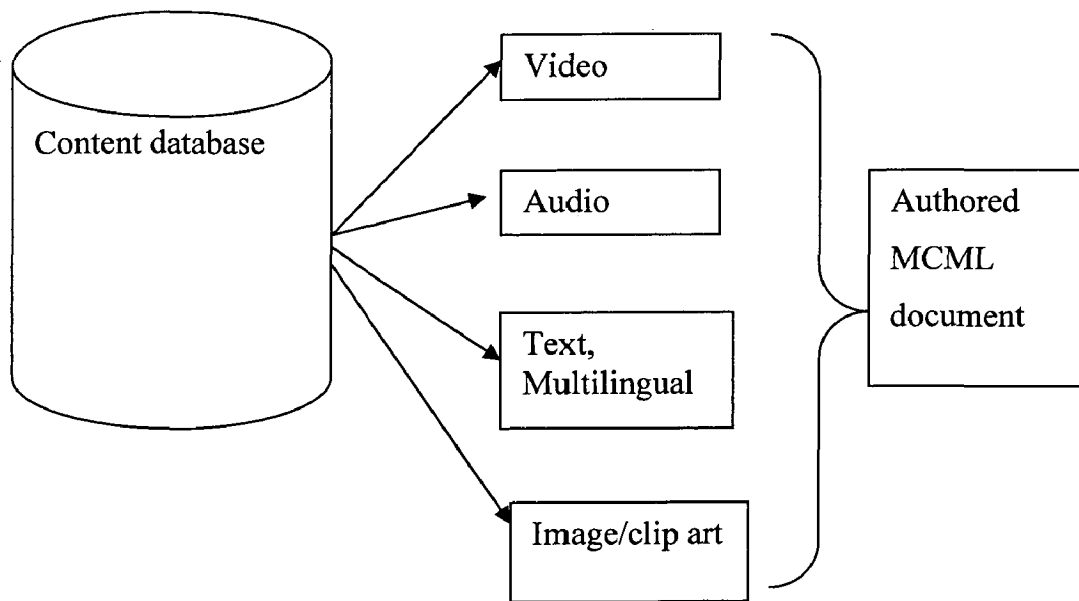 Content database
Video
Audio
Text,
Multilingual
Image/clip art
Authored
MCML
document